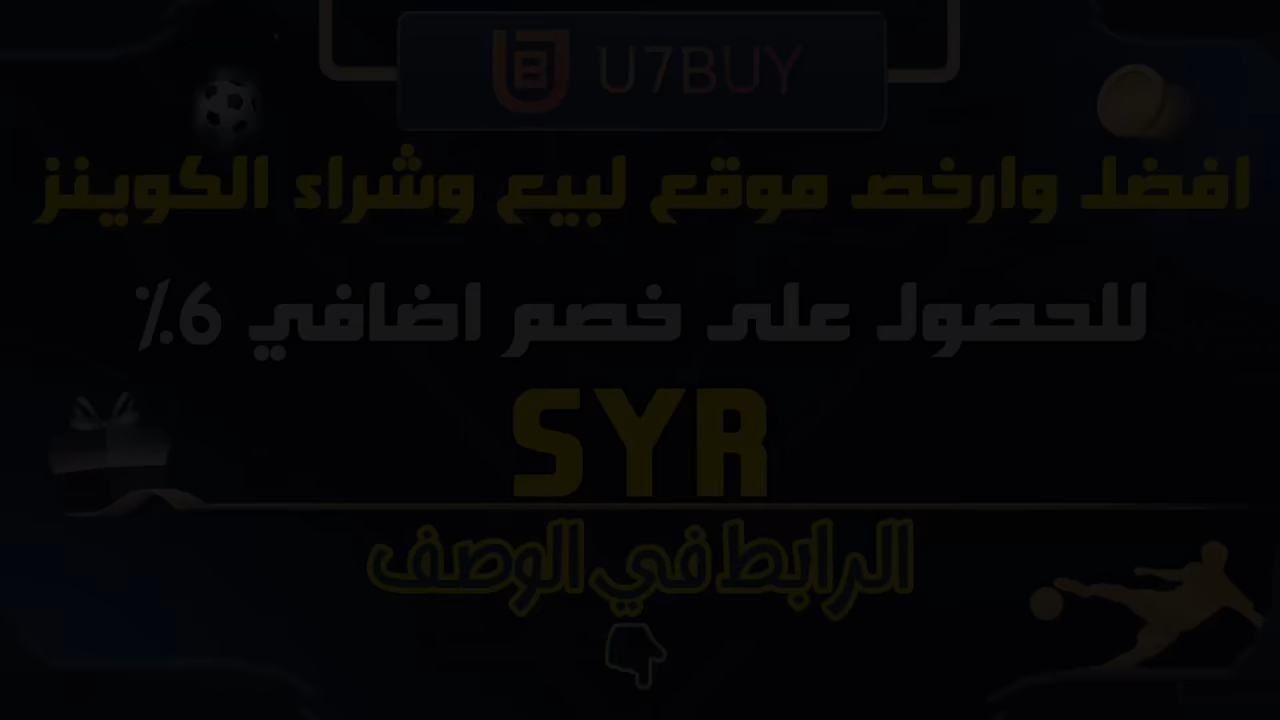 U7BUY
افضل وارخص موقع لبيع وشراء الكوينز
للحصول على خصم اضافي 6%
SYR
الرابط في الوصف